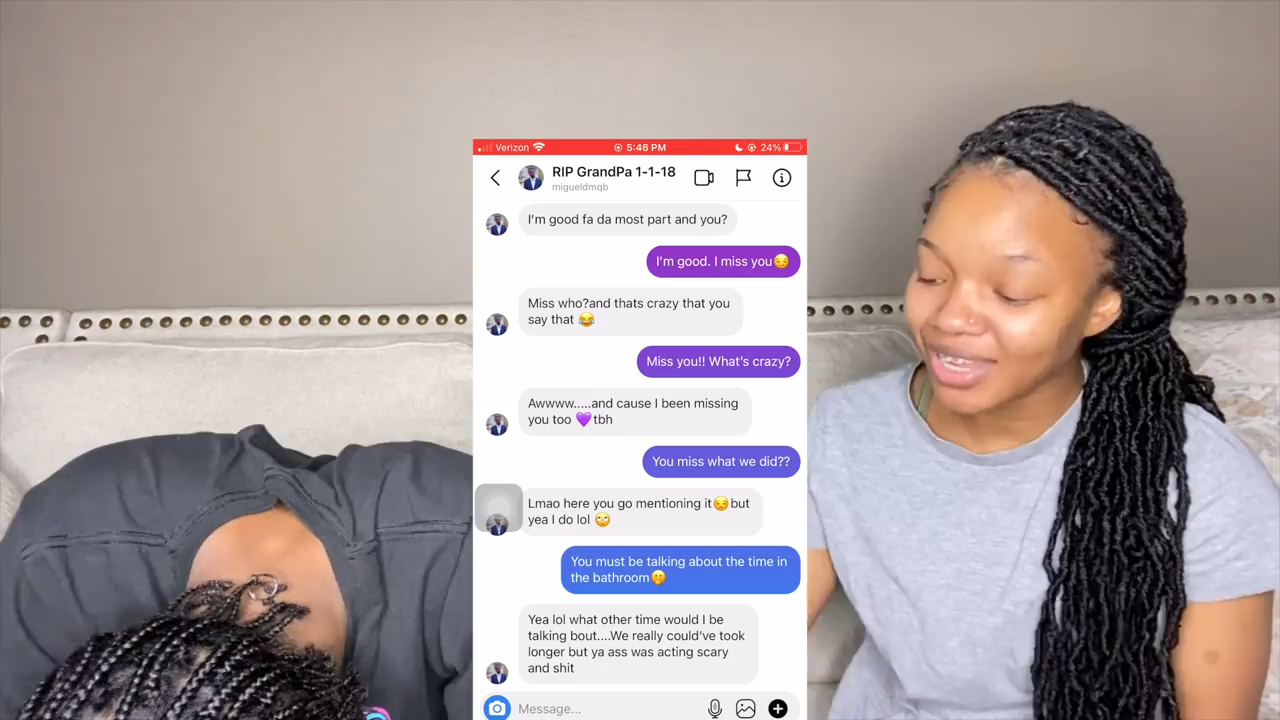 Verizon 5:46 PM 24%
RIP GrandPa 1-1-18
migueldmqb
I'm good fa da most part and you?
I'm good. I miss you😏
Miss who?and thats crazy that you
say that 😂
Miss you!! What's crazy?
Awwww.....and cause I been missing
you too 💜tbh
You miss what we did??
Lmao here you go mentioning it😒but
yea I do lol 🙄
You must be talking about the time in
the bathroom🤫
Yea lol what other time would I be
talking bout....We really could've took
longer but ya ass was acting scary
and shit
Message...